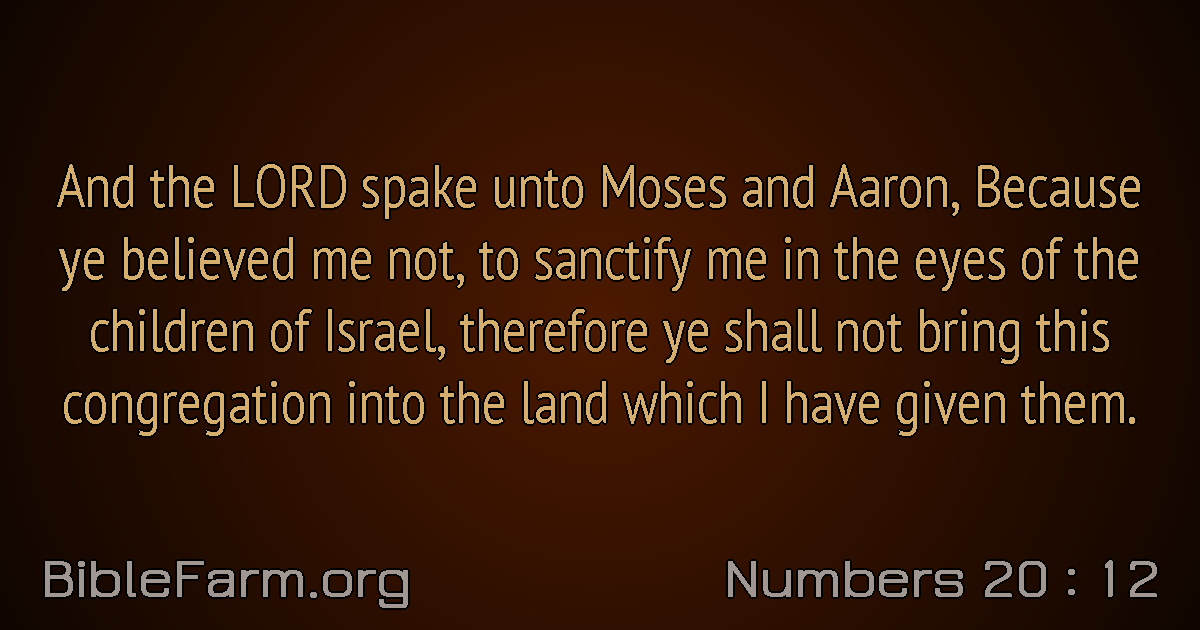 And the LORD spake unto Moses and Aaron, Because
ye believed me not, to sanctify me in the eyes of the
children of Israel, therefore ye shall not bring this
congregation into the land which I have given them.
BibleFarm.org
Numbers 20 : 12